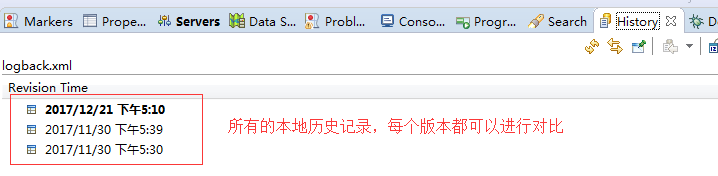 Markers Prope... Servers Data S... Probl... Conso... Progr... Search History D
logback.xml
Revision Time
2017/12/21 下午5:10
2017/11/30 下午5:39
2017/11/30 下午5:30
所有的本地历史记录，每个版本都可以进行对比